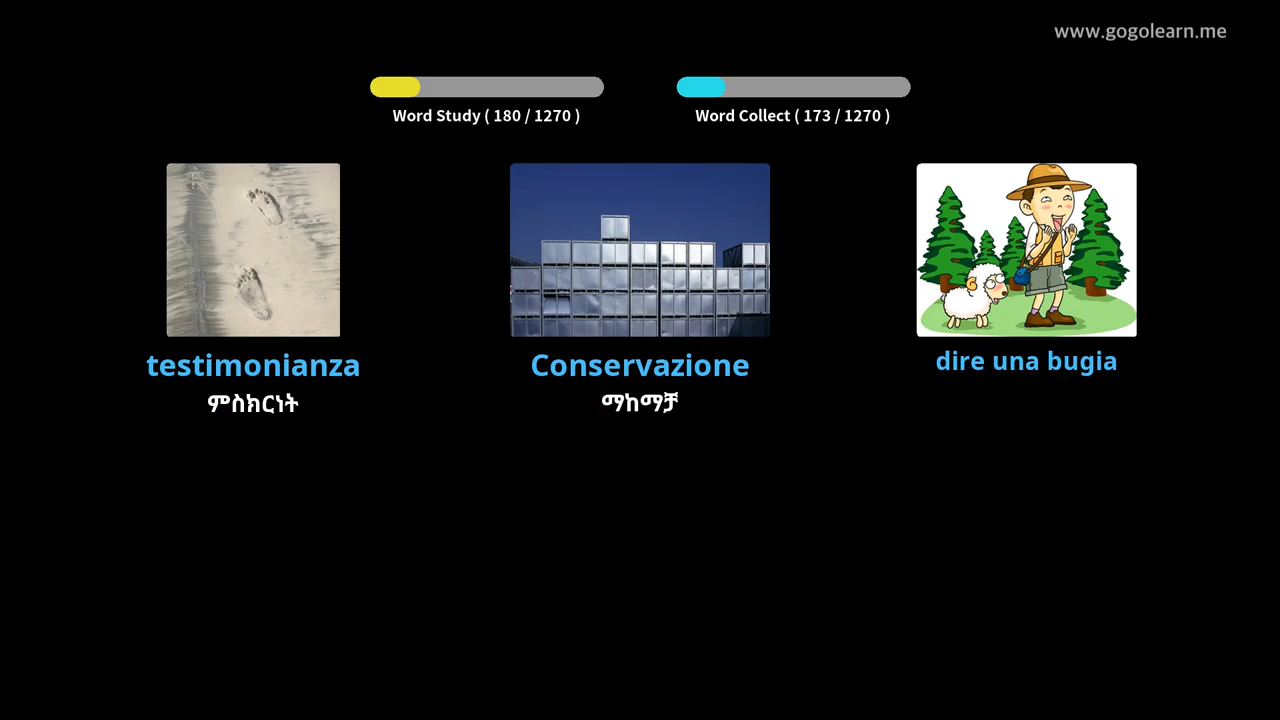 www.gogolearn.me
Word Study ( 180 / 1270 )
Word Collect ( 173 / 1270 )
testimonianza
ምስክርነት
Conservazione
ማከማቻ
dire una bugia